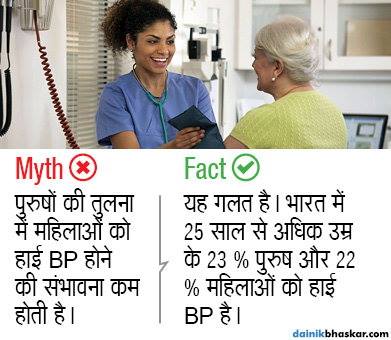 Myth
पुरुषों की तुलना
में महिलाओं को
हाई BP होने
की संभावना कम
होती है।
Fact
यह गलत है। भारत में
25 साल से अधिक उम्र
के 23 % पुरुष और 22
% महिलाओं को हाई
BP है।
dainikbhaskar.com